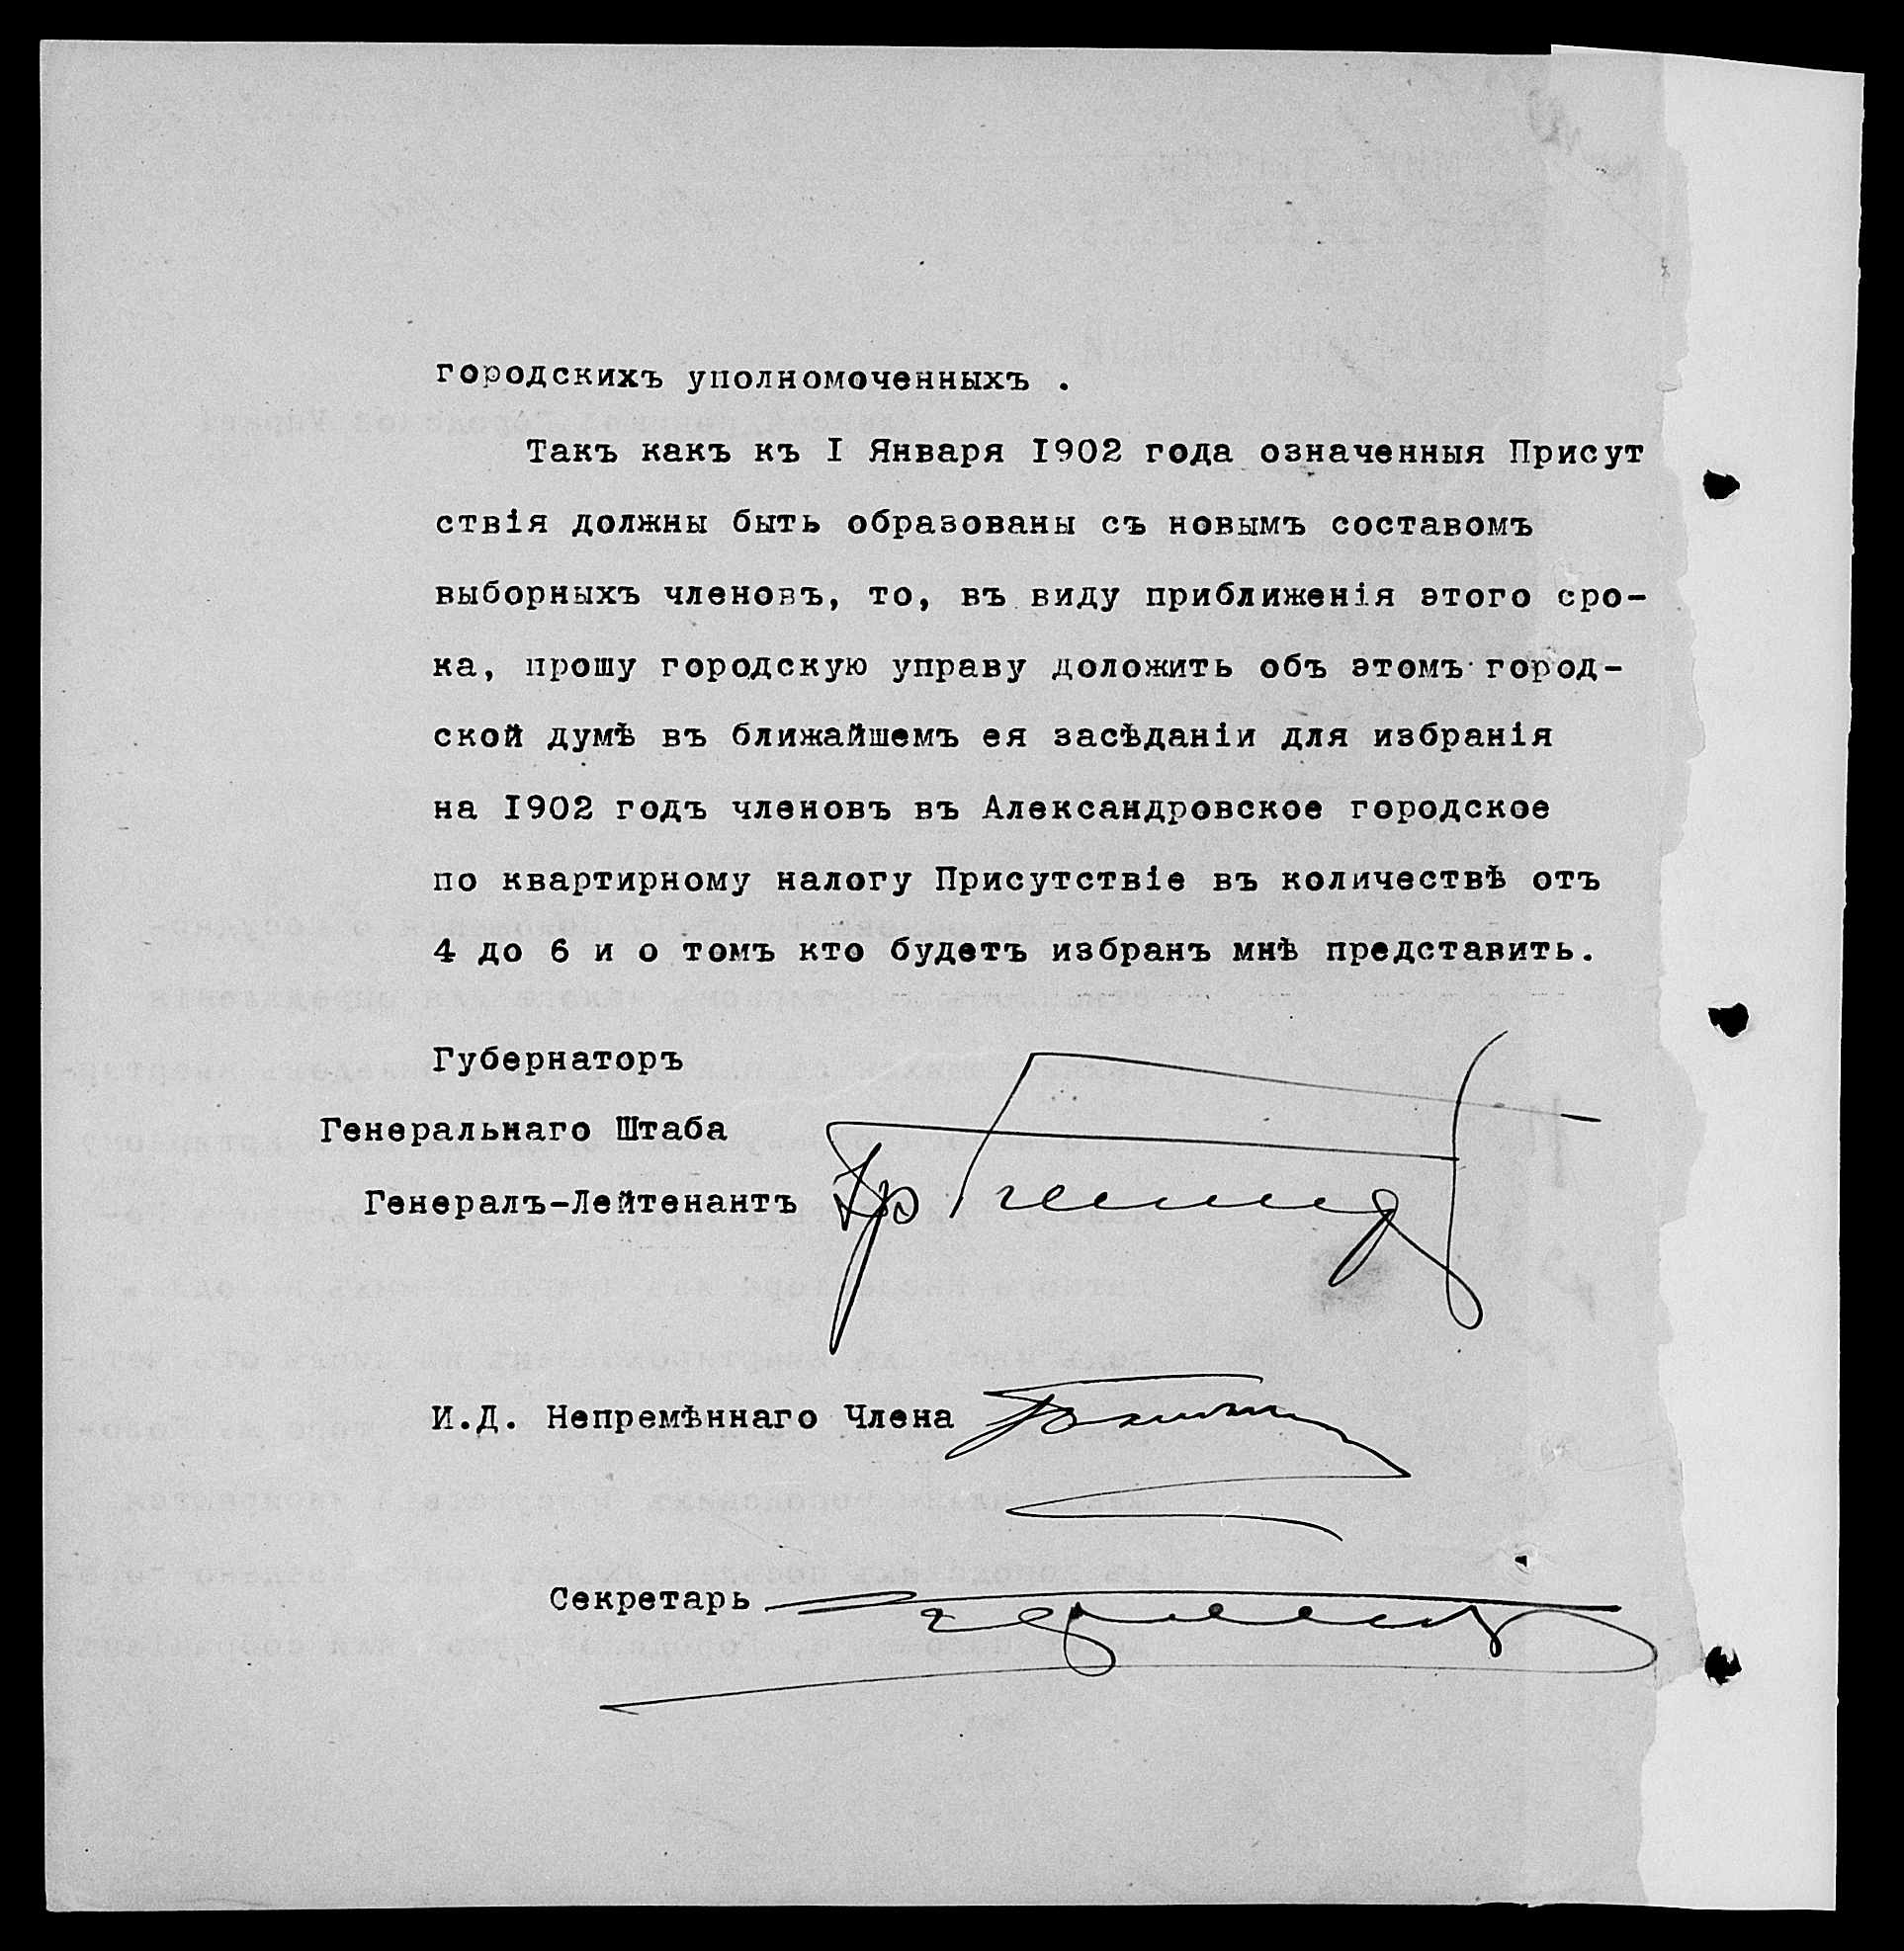 городскихъ уполномоченныхъ .
Такъ какъ къ I Января I902 года означенныя Присут
ствія должны быть образованы съ новымъ составомъ
выборныхъ членовъ, то, въ виду приближенія этого сро-
ка, прошу городскую управу доложить объ этомъ город-
ской думѣ въ ближайшемъ ея засѣданіи для избранія
на I902 годъ членовъ въ Александровское городское
по квартирному налогу Присутствіе въ количествѣ отъ
4 до 6 и о томъ кто будетъ избранъ мнѣ представить.
Губернаторъ
Генеральнаго Штаба
Генералъ-Лейтенантъ
И.Д. Непремѣннаго Члена
Секретарь